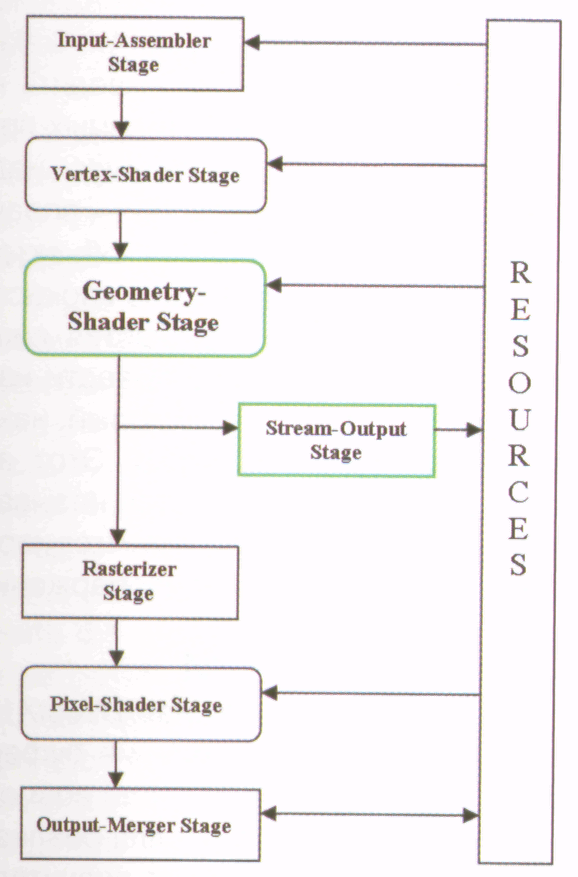 Input-Assembler
Stage
Vertex-Shader Stage
Geometry-
Shader Stage
Stream-Output
Stage
Rasterizer
Stage
Pixel-Shader Stage
Output-Merger Stage
R
E
S
O
U
R
C
E
S